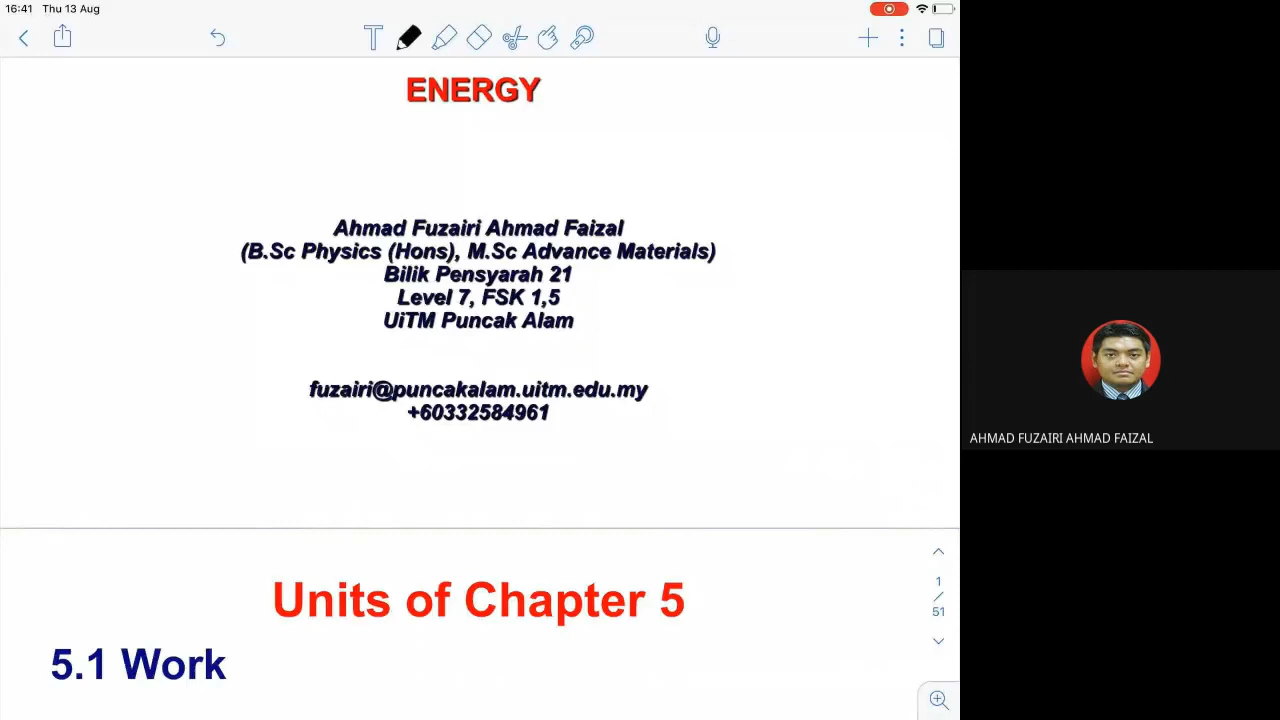 16:41 Thu 13 Aug
ENERGY
Ahmad Fuzairi Ahmad Faizal
(B.Sc Physics (Hons), M.Sc Advance Materials)
Bilik Pensyarah 21
Level 7, FSK 1,5
UiTM Puncak Alam
fuzairi@puncakalam.uitm.edu.my
+60332584961
Units of Chapter 5
5.1 Work
1
/
51
AHMAD FUZAIRI AHMAD FAIZAL